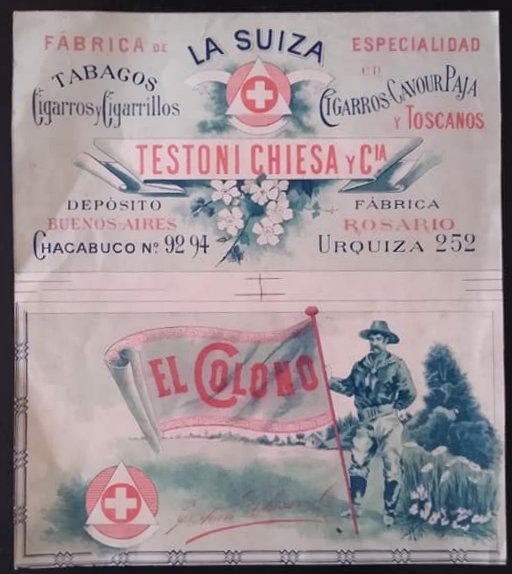 LA SUIZA
FÁBRICA DE
TABACOS
Cigarros y Cigarrillos
ESPECIALIDAD
en
CIGARROS CAVOUR PAJA
Y TOSCANOS
TESTONI CHIESA Y CIA
DEPÓSITO
BUENOS-AIRES
CHACABUCO Nº 92 94
FÁBRICA
ROSARIO
URQUIZA 252
EL COLONO